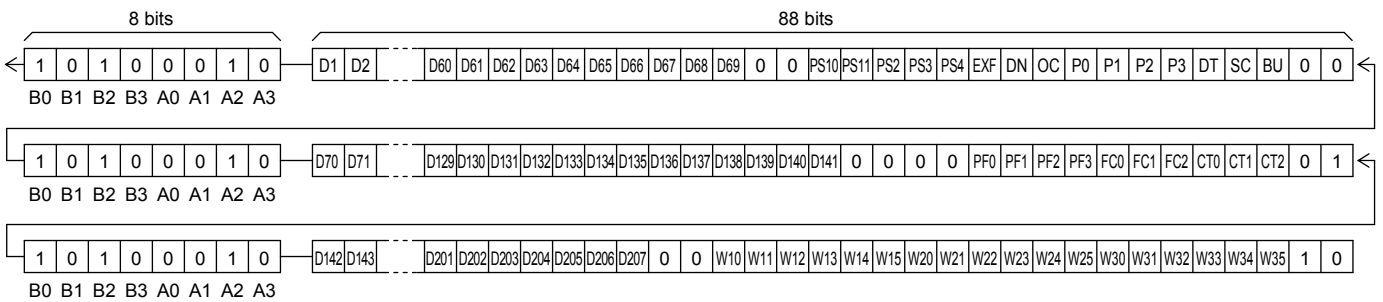 8 bits 88 bits
1 0 1 0 0 0 1 0 D1 D2 D60 D61 D62 D63 D64 D65 D66 D67 D68 D69 0 0 PS10 PS11 PS2 PS3 PS4 EXF DN OC P0 P1 P2 P3 DT SC BU 0 0
B0 B1 B2 B3 A0 A1 A2 A3
1 0 1 0 0 0 1 0 D70 D71 D129 D130 D131 D132 D133 D134 D135 D136 D137 D138 D139 D140 D141 0 0 0 0 PF0 PF1 PF2 PF3 FC0 FC1 FC2 CT0 CT1 CT2 0 1
B0 B1 B2 B3 A0 A1 A2 A3
1 0 1 0 0 0 1 0 D142 D143 D201 D202 D203 D204 D205 D206 D207 0 0 W10 W11 W12 W13 W14 W15 W20 W21 W22 W23 W24 W25 W30 W31 W32 W33 W34 W35 1 0
B0 B1 B2 B3 A0 A1 A2 A3